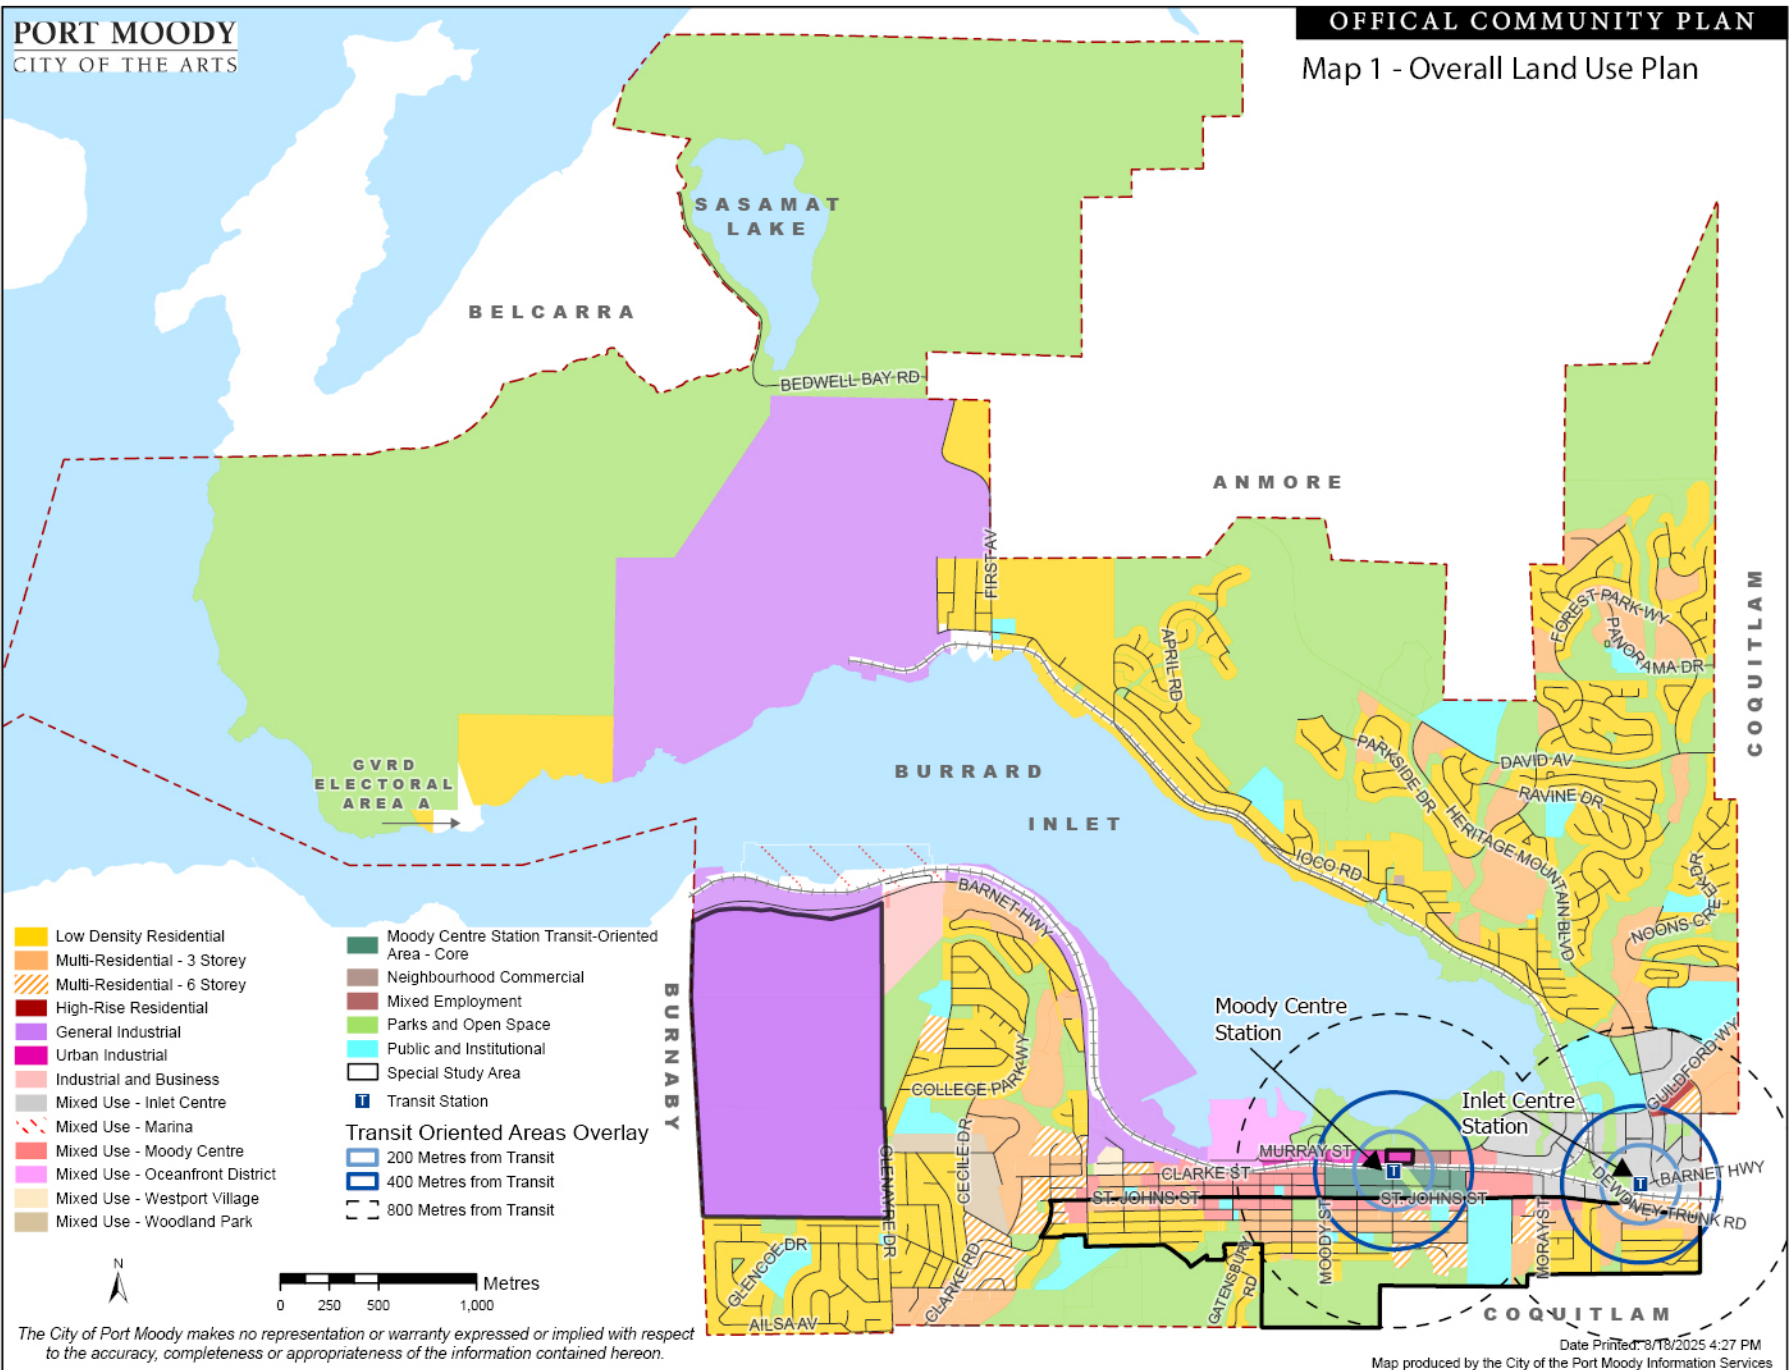 PORT MOODY
CITY OF THE ARTS
OFFICAL COMMUNITY PLAN
Map 1 - Overall Land Use Plan
SASAMAT
LAKE
BELCARRA
BEDWELL BAY RD
ANMORE
FIRST AV
APRIL RD
FOREST PARK WY
PANORAMA DR
COQUITLAM
DAVID AV
PARKSIDE DR
RAVINE DR
HERITAGE MOUNTAIN BLVD
NOONS CREEK DR
IOCO RD
GVRD
ELECTORAL
AREA A
BURRARD
INLET
BARNET HWY
BURNABY
Moody Centre
Station
Inlet Centre
Station
GUILDFORD WY
COLLEGE PARK WY
CECILE DR
GLENAYRE DR
MURRAY ST
CLARKE ST
ST. JOHNS ST
ST. JOHNS ST
BARNET HWY
DEWDNEY TRUNK RD
MOODY ST
MORAY ST
GATENSBURY
RD
CLARKE RD
GLENCOE DR
AILSA AV
COQUITLAM
Low Density Residential
Multi-Residential - 3 Storey
Multi-Residential - 6 Storey
High-Rise Residential
General Industrial
Urban Industrial
Industrial and Business
Mixed Use - Inlet Centre
Mixed Use - Marina
Mixed Use - Moody Centre
Mixed Use - Oceanfront District
Mixed Use - Westport Village
Mixed Use - Woodland Park
Moody Centre Station Transit-Oriented
Area - Core
Neighbourhood Commercial
Mixed Employment
Parks and Open Space
Public and Institutional
Special Study Area
T Transit Station
Transit Oriented Areas Overlay
200 Metres from Transit
400 Metres from Transit
800 Metres from Transit
T
T
N
Metres
0 250 500 1,000
The City of Port Moody makes no representation or warranty expressed or implied with respect
to the accuracy, completeness or appropriateness of the information contained hereon.
Date Printed: 8/18/2025 4:27 PM
Map produced by the City of the Port Moody Information Services